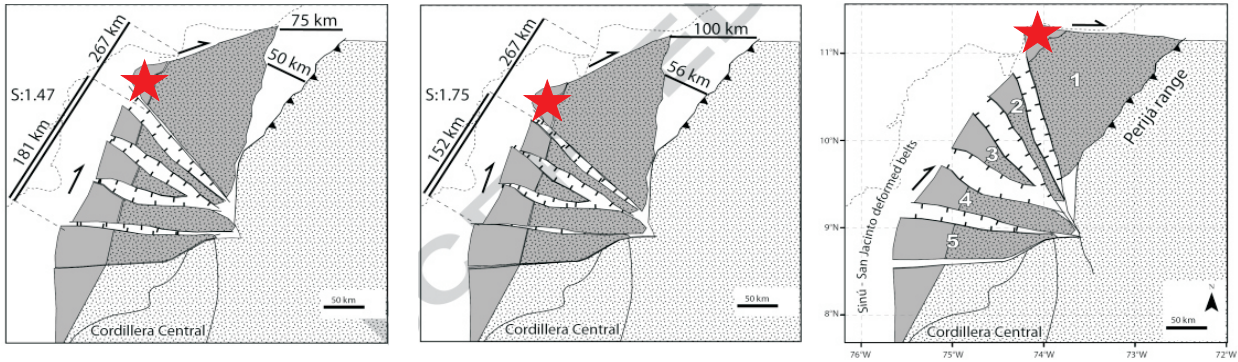 75 km
267 km
50 km
S:1.47
181 km
50 km
Cordillera Central
100 km
267 km
56 km
S:1.75
152 km
50 km
Cordillera Central
11°N
1
2
Perijá range
10°N
3
Sinú - San Jacinto deformed belts
4
9°N
5
N
50 km
8°N
Cordillera Central
76°W
75°W
74°W
73°W
72°W